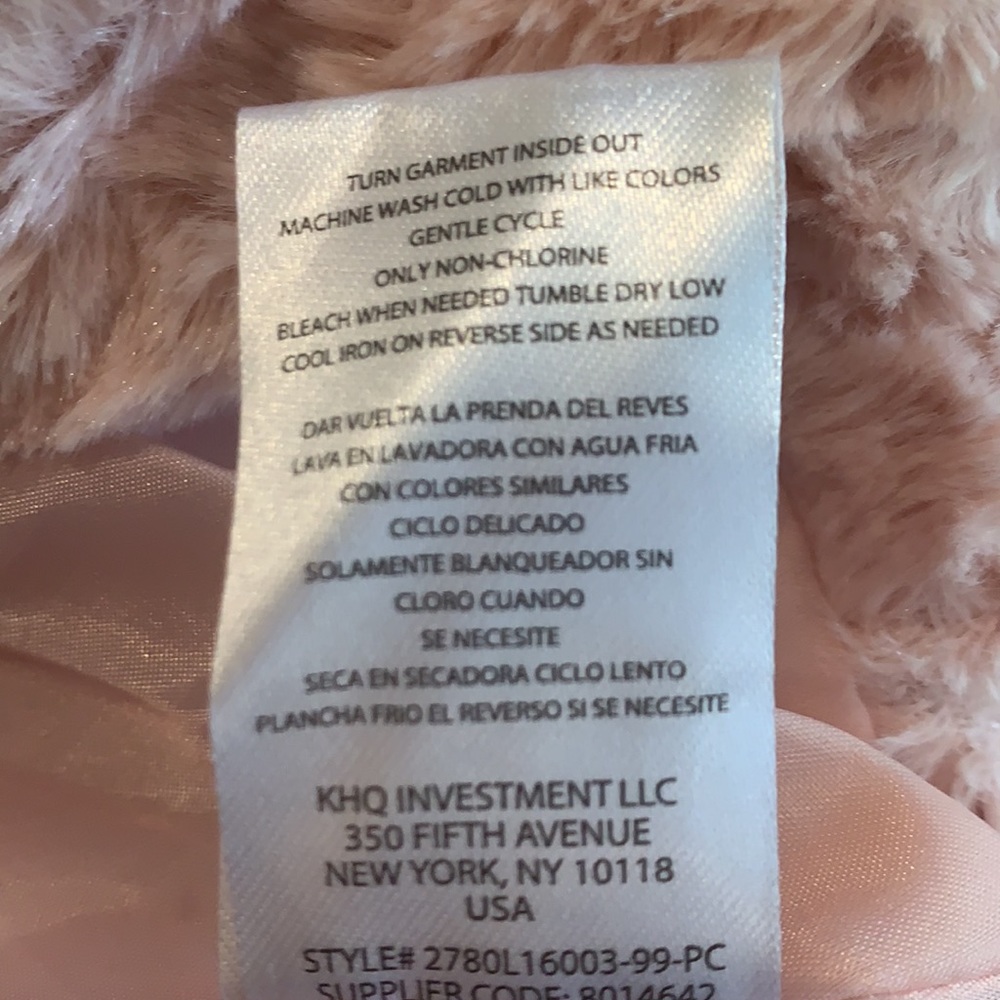 TURN GARMENT INSIDE OUT
MACHINE WASH COLD WITH LIKE COLORS
GENTLE CYCLE
ONLY NON-CHLORINE
BLEACH WHEN NEEDED TUMBLE DRY LOW
COOL IRON ON REVERSE SIDE AS NEEDED
DAR VUELTA LA PRENDA DEL REVES
LAVA EN LAVADORA CON AGUA FRIA
CON COLORES SIMILARES
CICLO DELICADO
SOLAMENTE BLANQUEADOR SIN
CLORO CUANDO
SE NECESITE
SECA EN SECADORA CICLO LENTO
PLANCHA FRIO EL REVERSO SI SE NECESITE
KHQ INVESTMENT LLC
350 FIFTH AVENUE
NEW YORK, NY 10118
USA
STYLE# 2780L16003-99-PC
SUPPLIER CODE: 8014642